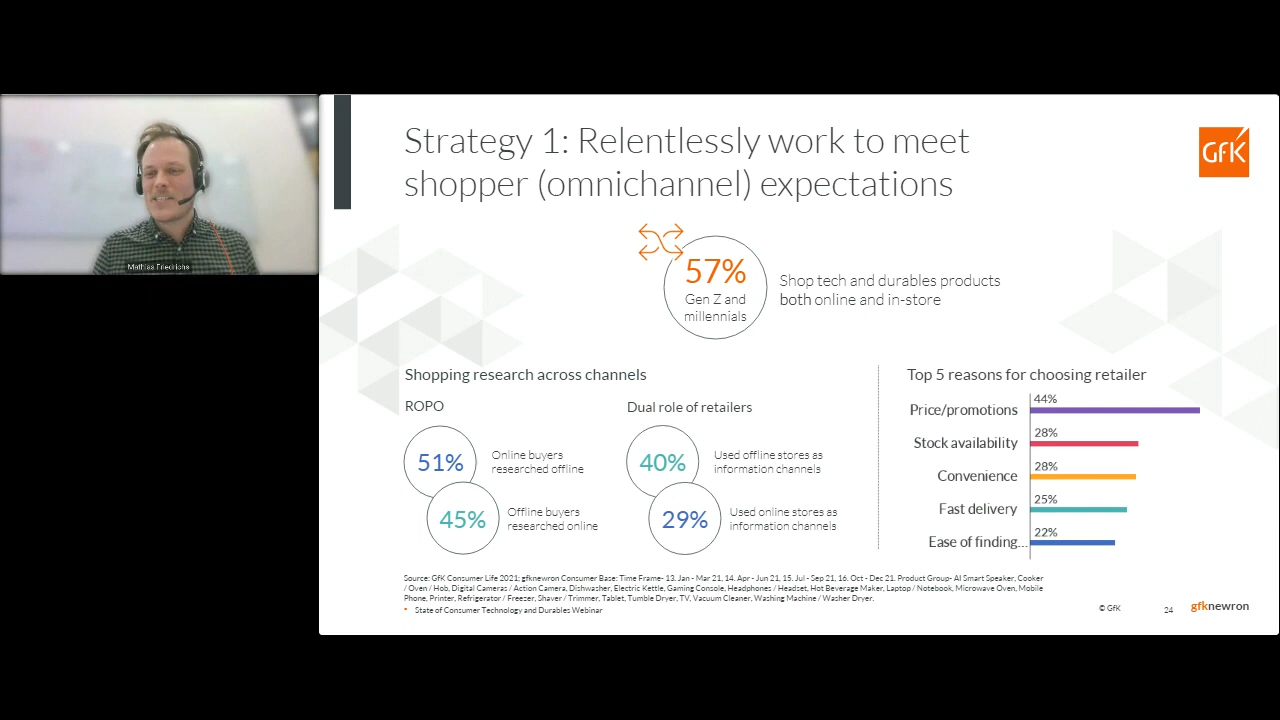 Mathias Friedrichs
Strategy 1: Relentlessly work to meet
shopper (omnichannel) expectations
GfK
57%
Gen Z and
millennials
Shop tech and durables products
both online and in-store
Shopping research across channels
ROPO
51%
Online buyers
researched offline
45%
Offline buyers
researched online
Dual role of retailers
40%
Used offline stores as
information channels
29%
Used online stores as
information channels
Top 5 reasons for choosing retailer
Price/promotions 44%
Stock availability 28%
Convenience 28%
Fast delivery 25%
Ease of finding... 22%
Source: GfK Consumer Life 2021; gfknewron Consumer Base: Time Frame- 13. Jan - Mar 21, 14. Apr - Jun 21, 15. Jul - Sep 21, 16. Oct - Dec 21. Product Group- AI Smart Speaker, Cooker
/ Oven / Hob, Digital Cameras / Action Camera, Dishwasher, Electric Kettle, Gaming Console, Headphones / Headset, Hot Beverage Maker, Laptop / Notebook, Microwave Oven, Mobile
Phone, Printer, Refrigerator / Freezer, Shaver / Trimmer, Tablet, Tumble Dryer, TV, Vacuum Cleaner, Washing Machine / Washer Dryer.
• State of Consumer Technology and Durables Webinar
© GfK
24
gfknewron